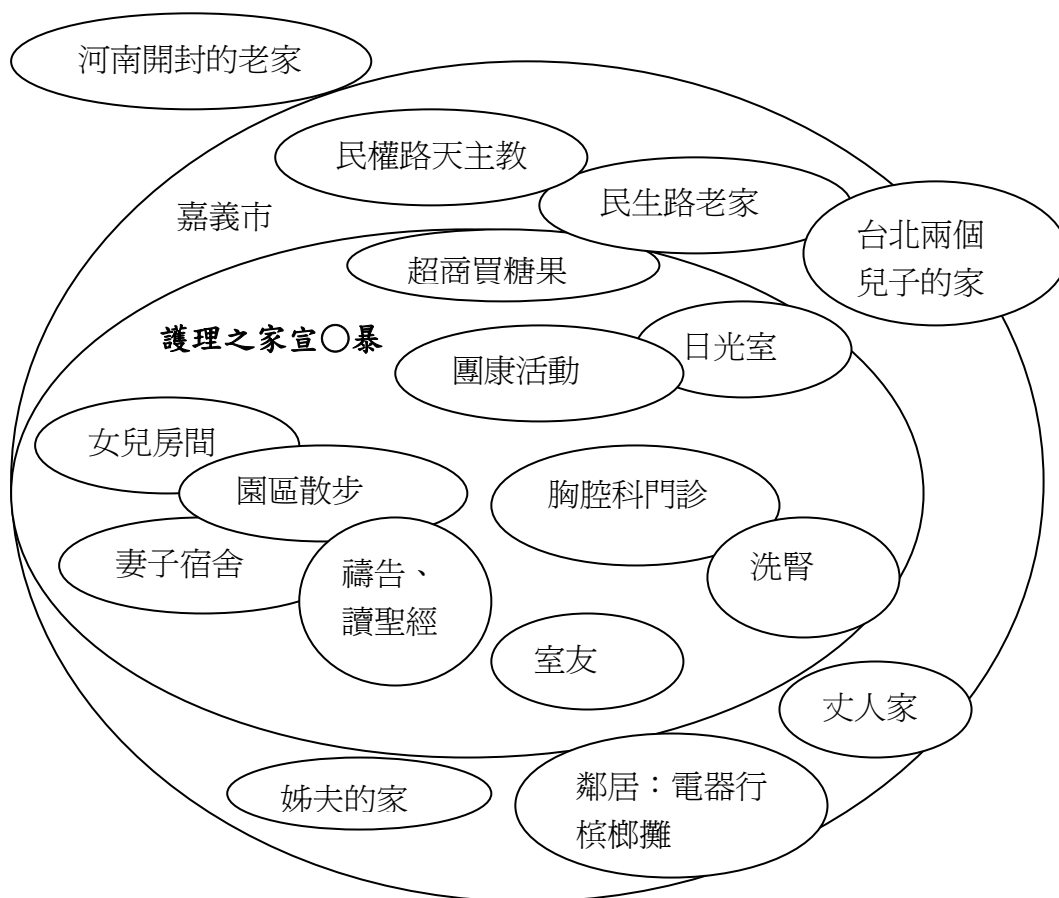 河南開封的老家
民權路天主教
民生路老家
嘉義市
台北兩個
兒子的家
超商買糖果
護理之家宣○暴
日光室
團康活動
女兒房間
園區散步
胸腔科門診
妻子宿舍
禱告、
讀聖經
洗腎
室友
丈人家
姊夫的家
鄰居：電器行
檳榔攤